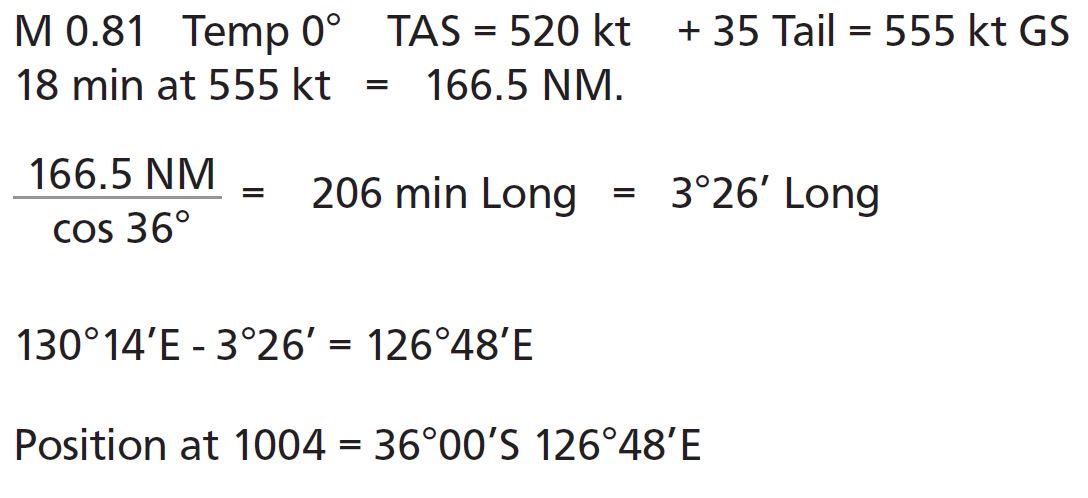 M 0.81 Temp 0° TAS = 520 kt + 35 Tail = 555 kt GS
18 min at 555 kt = 166.5 NM.
166.5 NM
cos 36°
= 206 min Long = 3°26′ Long
130°14′E - 3°26′ = 126°48′E
Position at 1004 = 36°00′S 126°48′E